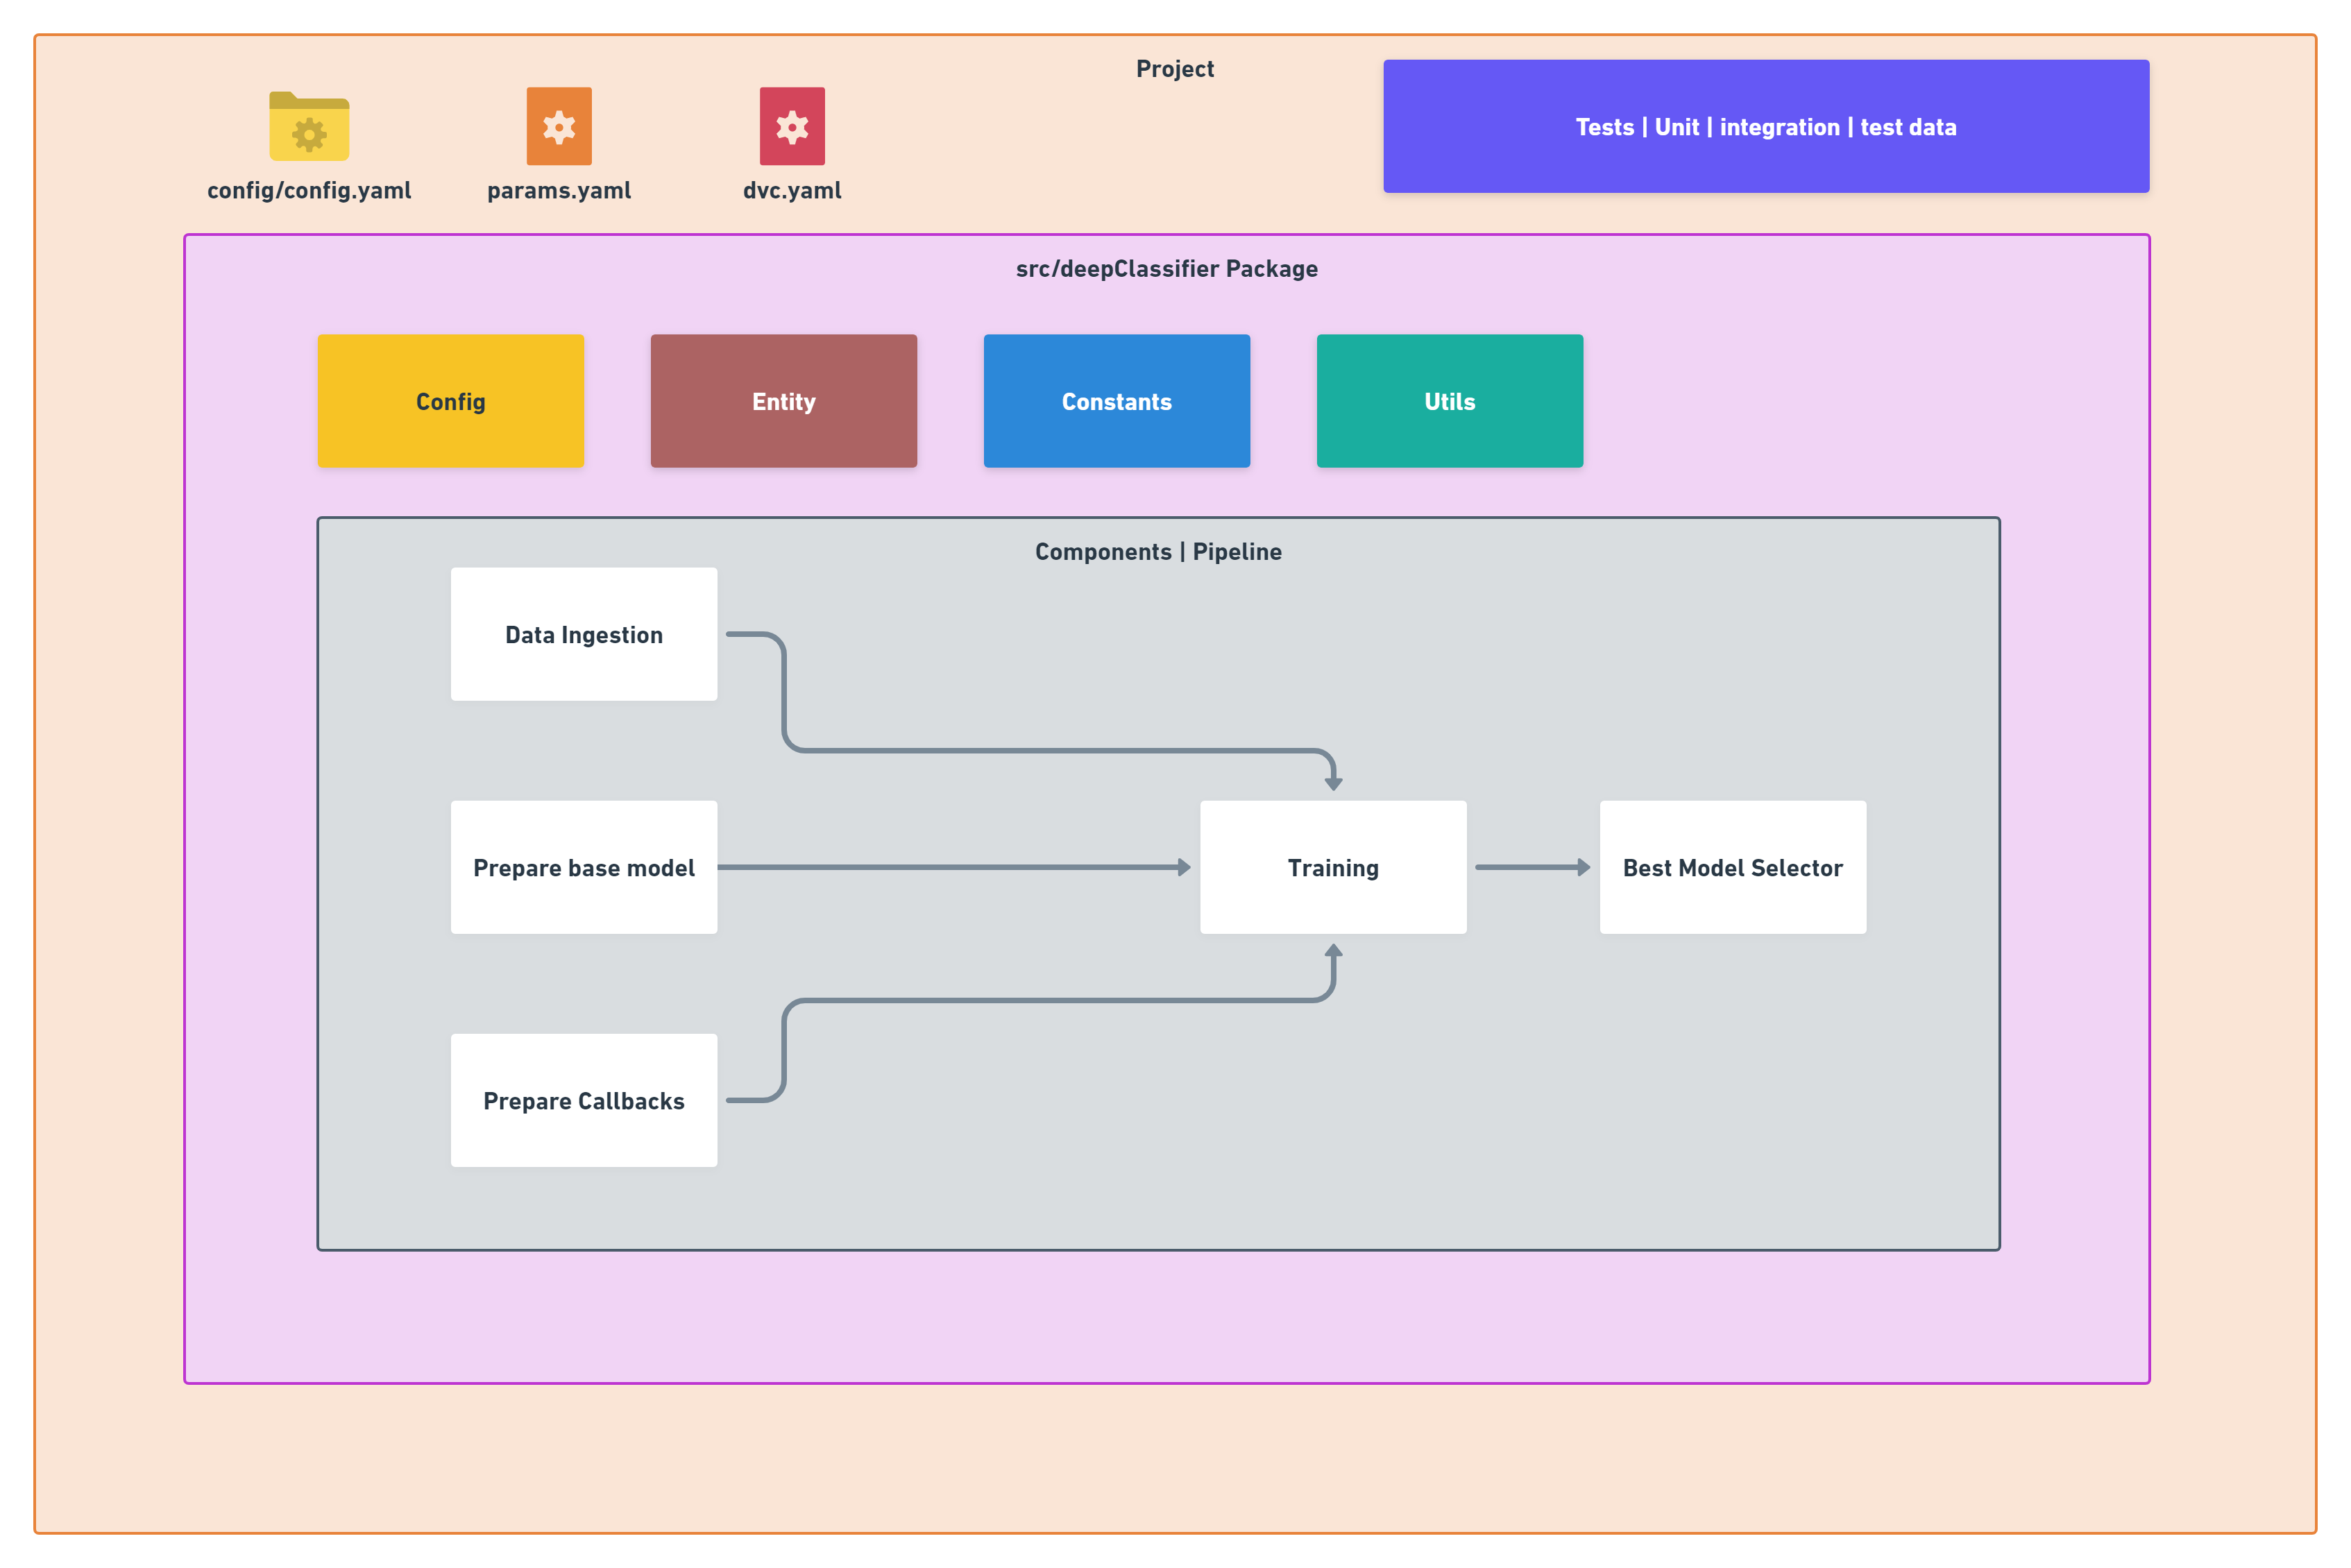 Project
Tests | Unit | integration | test data
config/config.yaml
params.yaml
dvc.yaml
src/deepClassifier Package
Config
Entity
Constants
Utils
Components | Pipeline
Data Ingestion
Prepare base model
Training
Best Model Selector
Prepare Callbacks